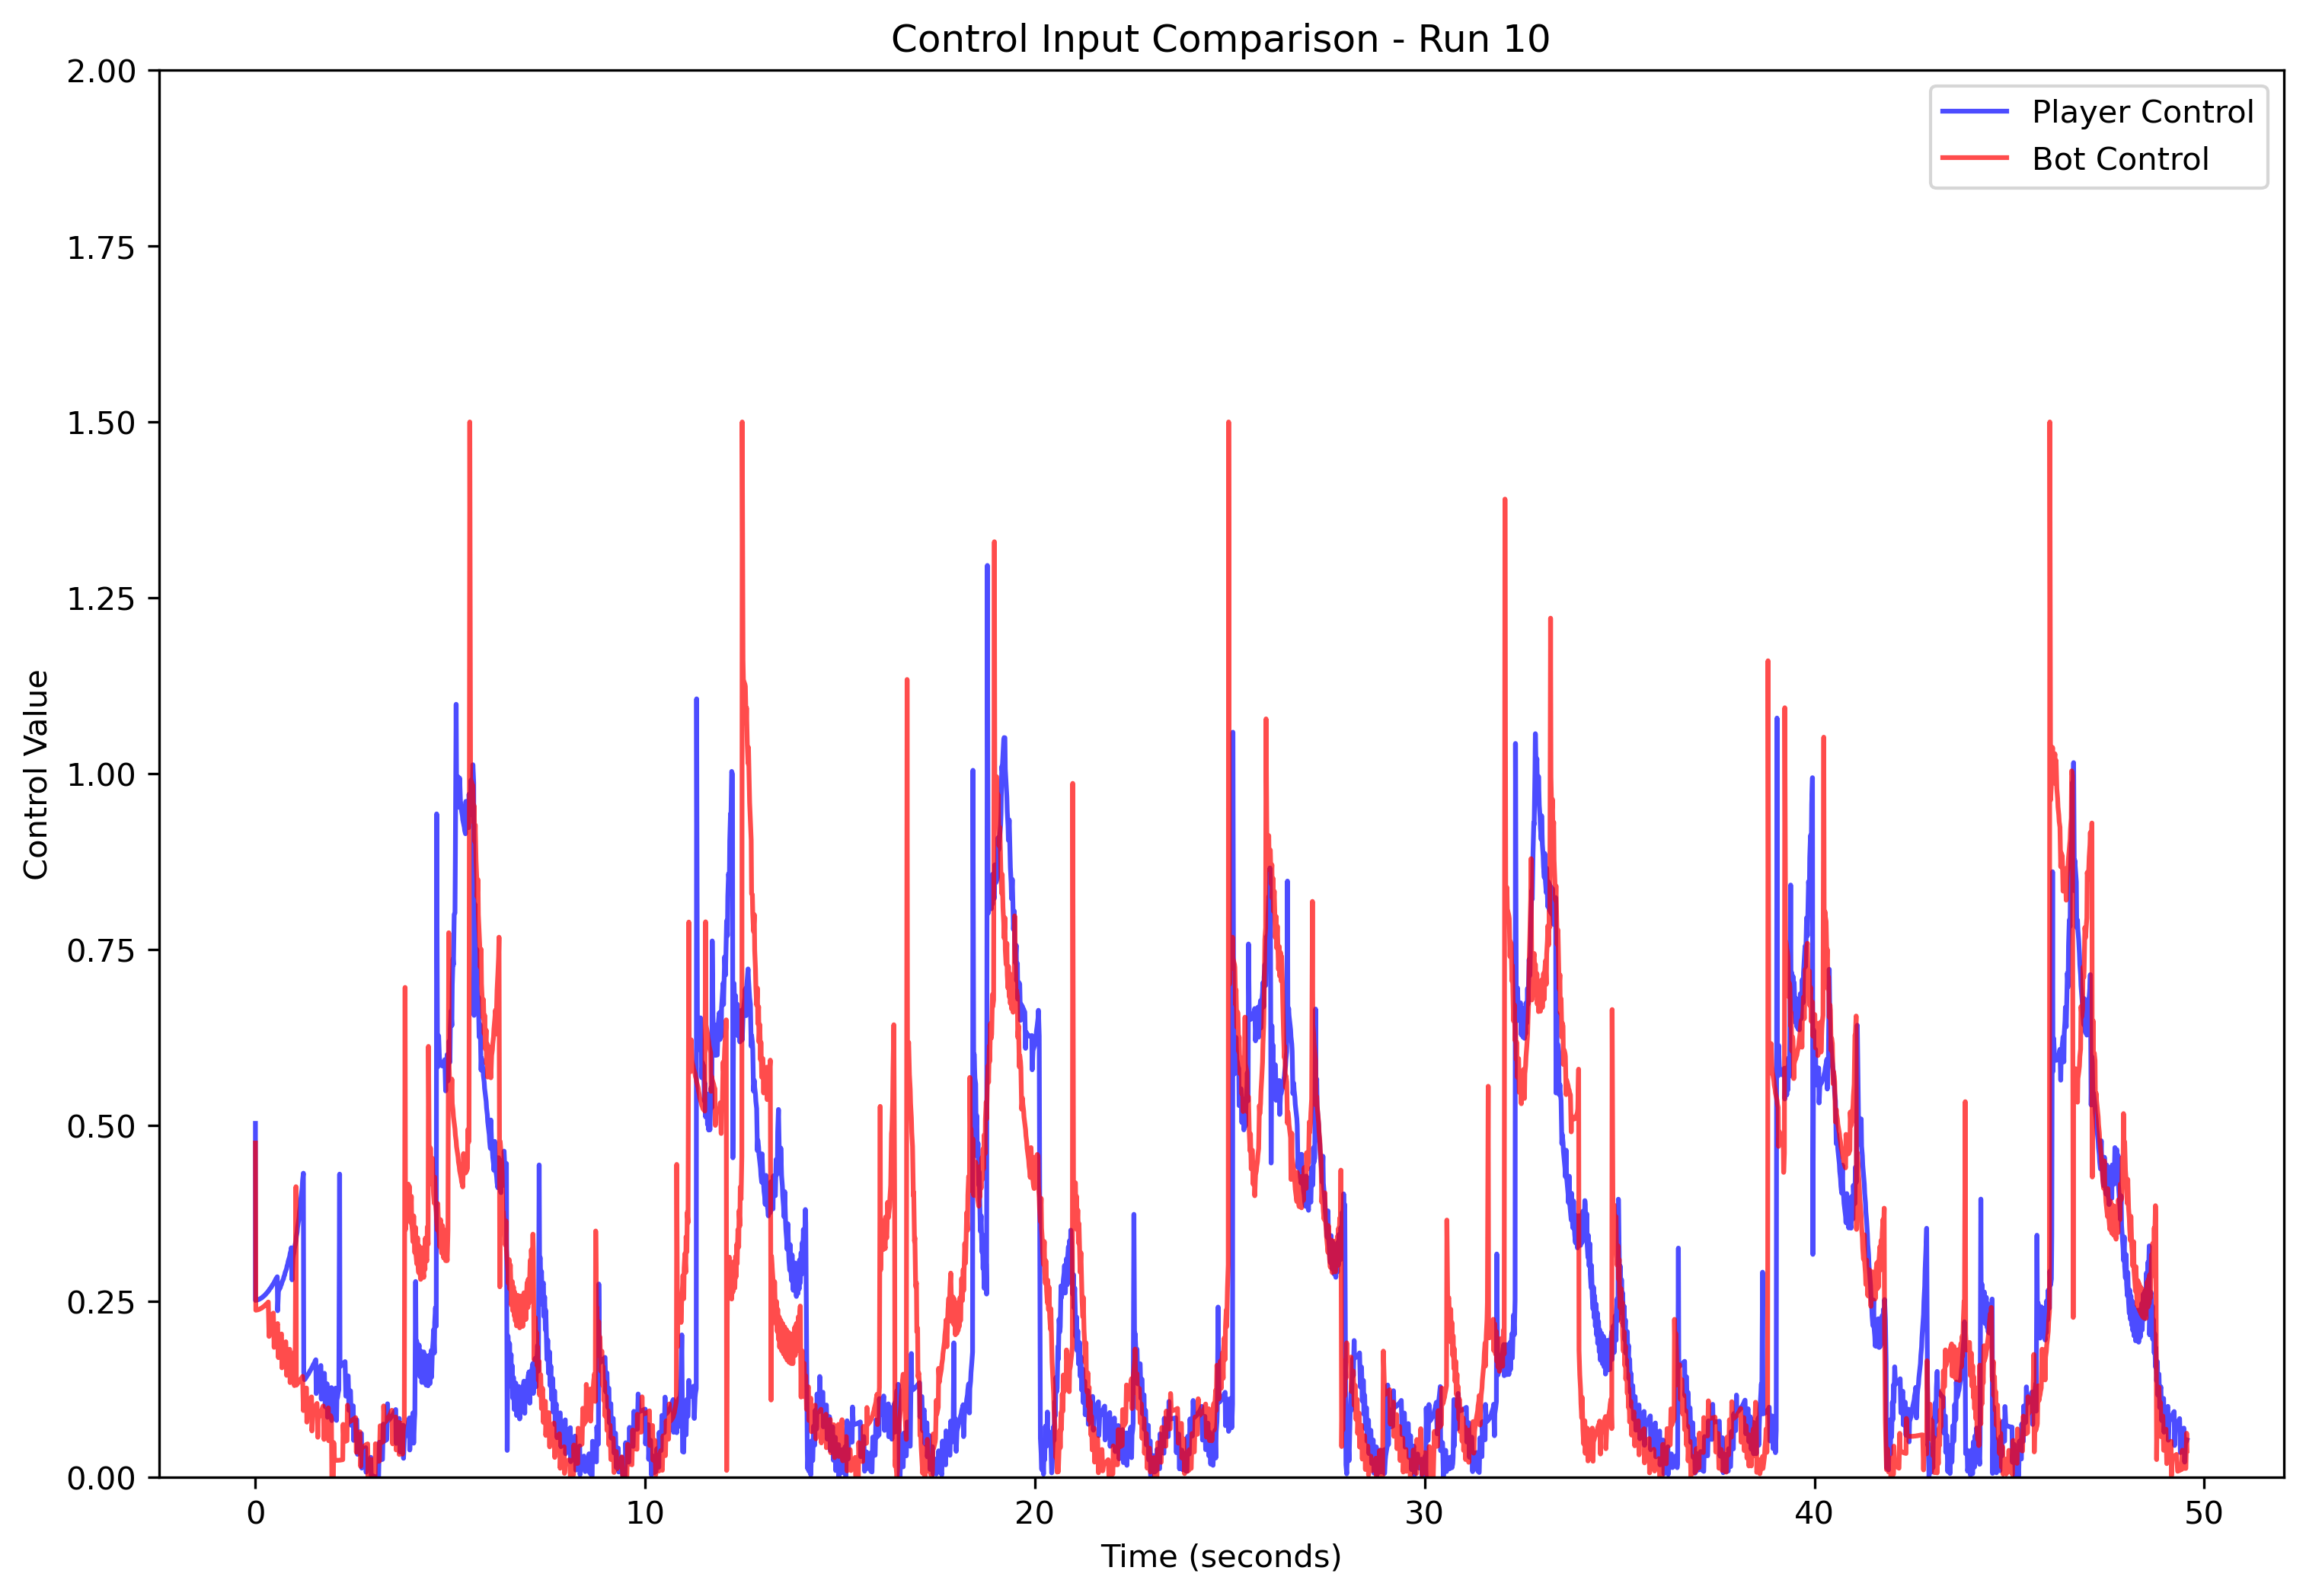 Control Input Comparison - Run 10
Player Control
Bot Control
Control Value
2.00
1.75
1.50
1.25
1.00
0.75
0.50
0.25
0.00
0 10 20 30 40 50
Time (seconds)